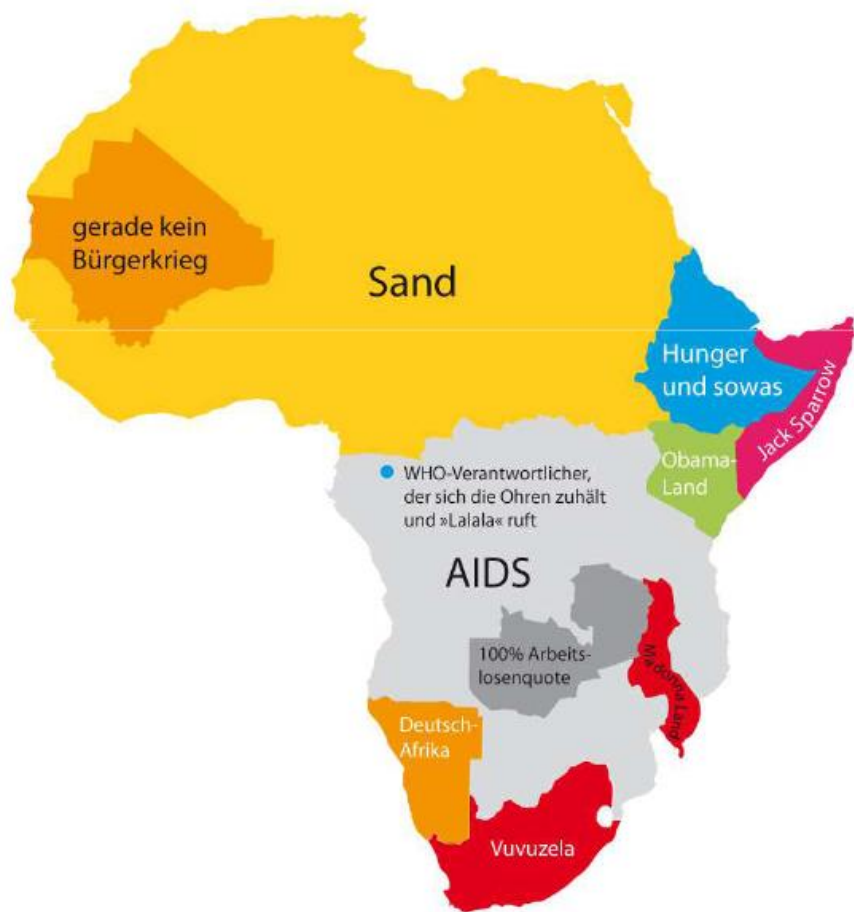 gerade kein
Bürgerkrieg
Sand
Hunger
und sowas
Jack Sparrow
Obama-
Land
WHO-Verantwortlicher,
der sich die Ohren zuhält
und »Lalala« ruft
AIDS
100% Arbeits-
losenquote
Madonna Land
Deutsch-
Afrika
Vuvuzela